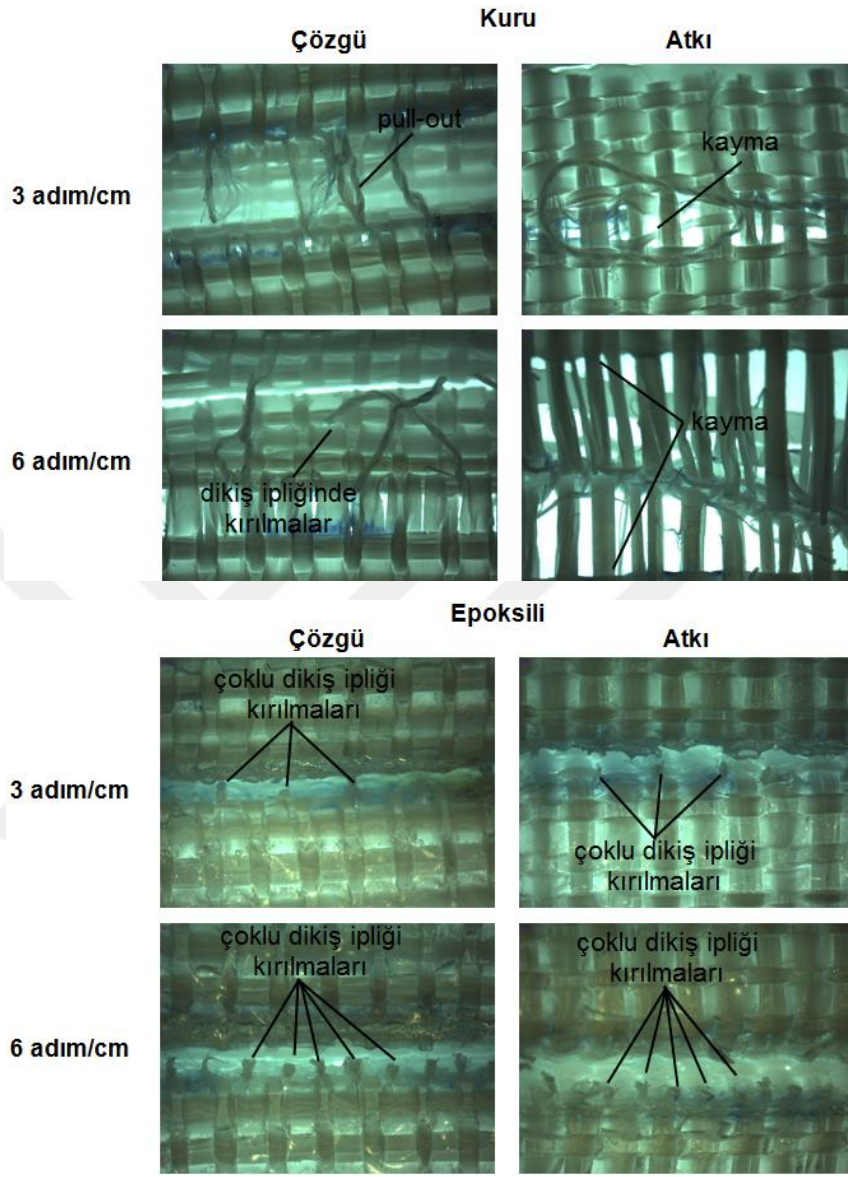 Kuru
Çözgü
Atkı
3 adım/cm
pull-out
kayma
6 adım/cm
dikiş ipliğinde
kırılmalar
kayma
Epoksili
Çözgü
Atkı
3 adım/cm
çoklu dikiş ipliği
kırılmaları
çoklu dikiş ipliği
kırılmaları
6 adım/cm
çoklu dikiş ipliği
kırılmaları
çoklu dikiş ipliği
kırılmaları